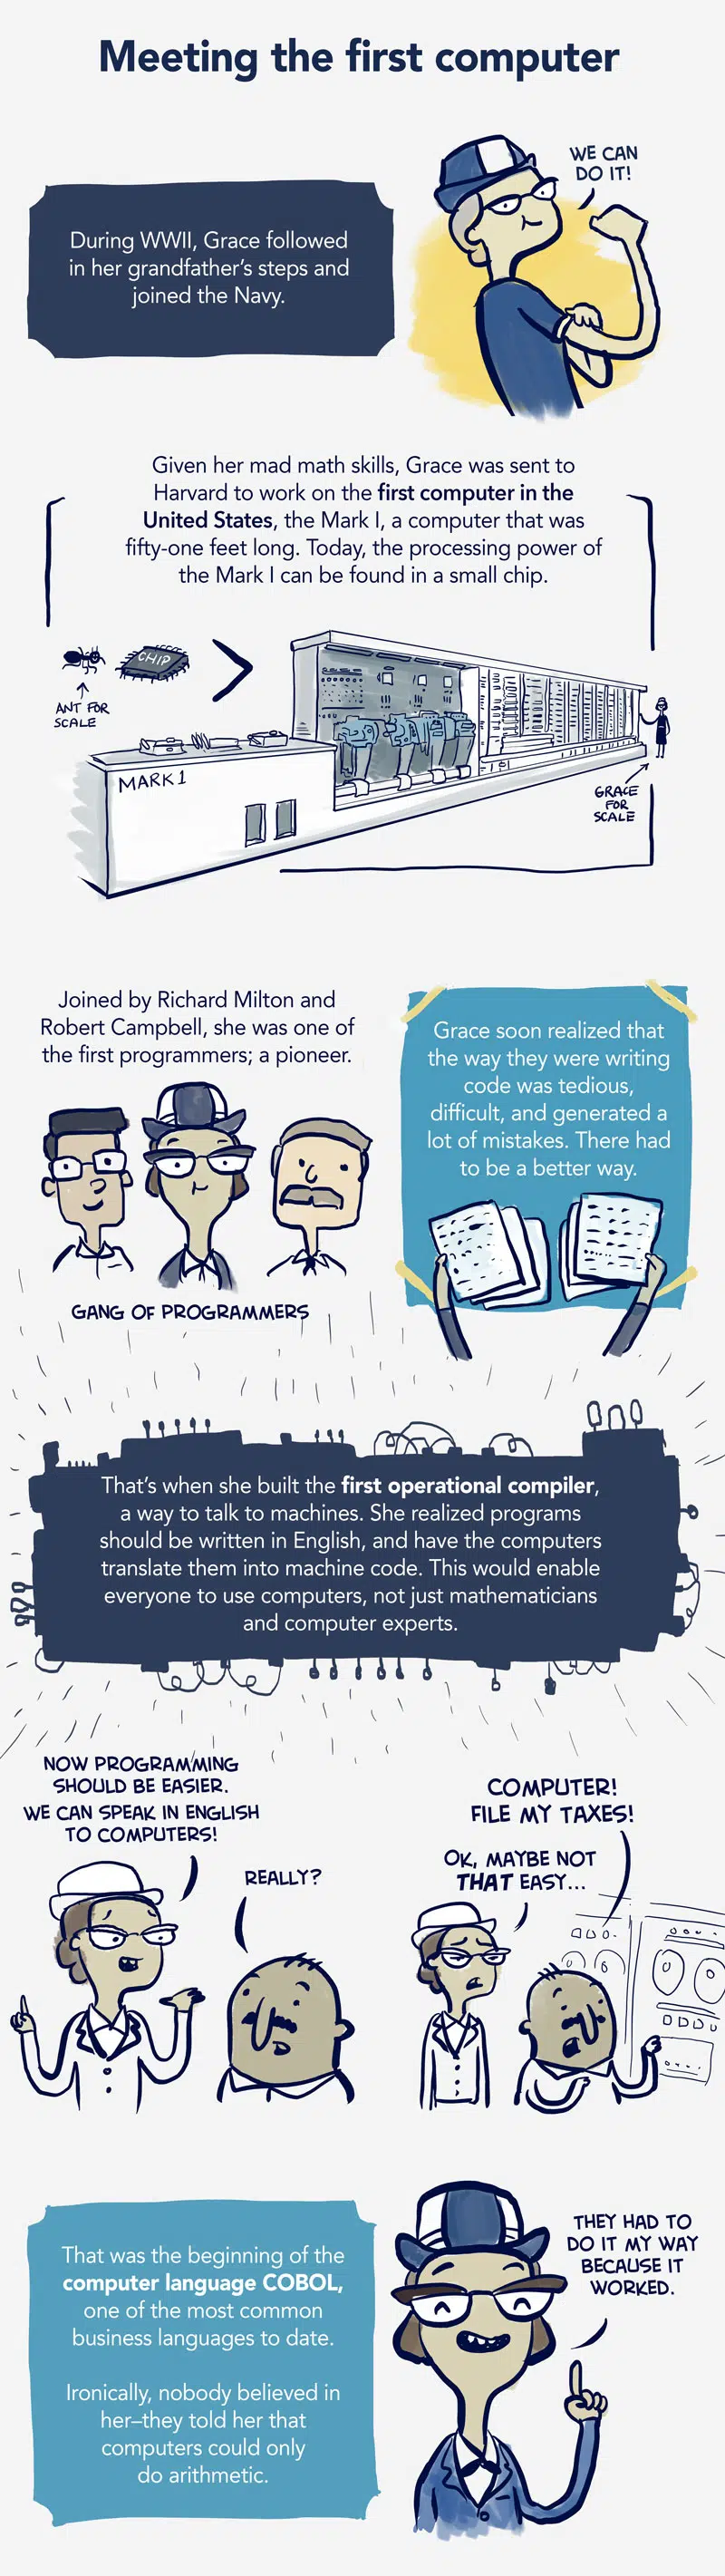 Meeting the first computer
WE CAN
DO IT!
During WWII, Grace followed
in her grandfather's steps and
joined the Navy.
Given her mad math skills, Grace was sent to
Harvard to work on the first computer in the
United States, the Mark I, a computer that was
fifty-one feet long. Today, the processing power of
the Mark I can be found in a small chip.
CHIP
ANT FOR
SCALE
MARK 1
GRACE
FOR
SCALE
Joined by Richard Milton and
Robert Campbell, she was one of
the first programmers; a pioneer.
GANG OF PROGRAMMERS
Grace soon realized that
the way they were writing
code was tedious,
difficult, and generated a
lot of mistakes. There had
to be a better way.
That's when she built the first operational compiler,
a way to talk to machines. She realized programs
should be written in English, and have the computers
translate them into machine code. This would enable
everyone to use computers, not just mathematicians
and computer experts.
NOW PROGRAMMING
SHOULD BE EASIER.
WE CAN SPEAK IN ENGLISH
TO COMPUTERS!
REALLY?
COMPUTER!
FILE MY TAXES!
OK, MAYBE NOT
THAT EASY...
That was the beginning of the
computer language COBOL,
one of the most common
business languages to date.
Ironically, nobody believed in
her–they told her that
computers could only
do arithmetic.
THEY HAD TO
DO IT MY WAY
BECAUSE IT
WORKED.